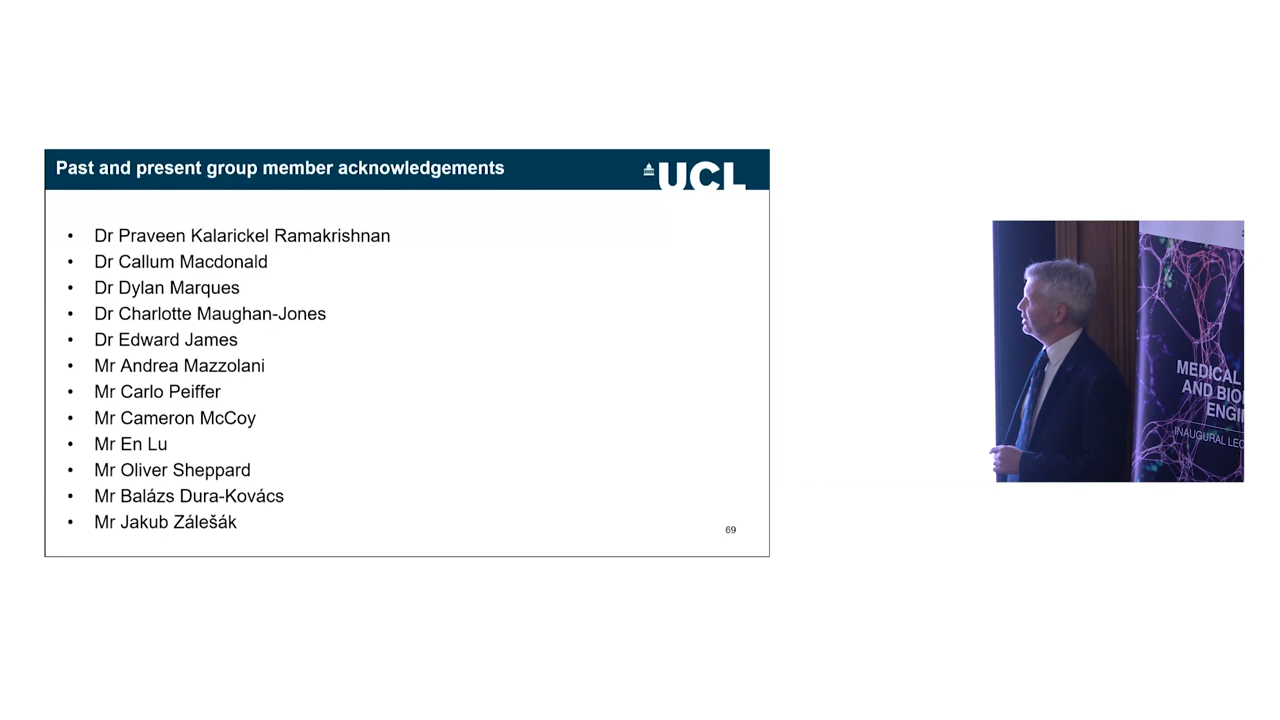 Past and present group member acknowledgements
UCL
• Dr Praveen Kalarickel Ramakrishnan
• Dr Callum Macdonald
• Dr Dylan Marques
• Dr Charlotte Maughan-Jones
• Dr Edward James
• Mr Andrea Mazzolani
• Mr Carlo Peiffer
• Mr Cameron McCoy
• Mr En Lu
• Mr Oliver Sheppard
• Mr Balázs Dura-Kovács
• Mr Jakub Zálešák
69
MEDICAL
AND BIO
ENGI
INAUGURAL LEC